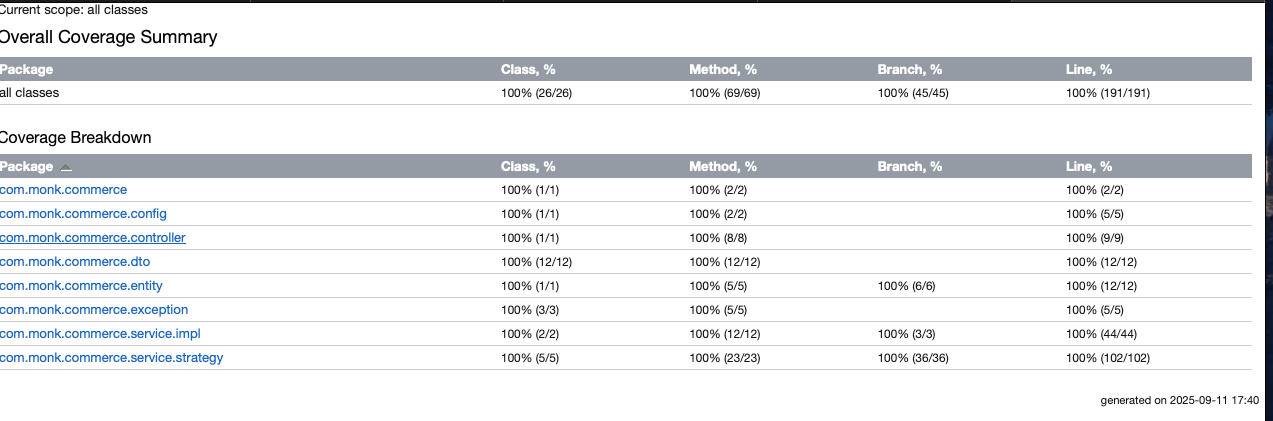 Current scope: all classes
Overall Coverage Summary
Package Class, % Method, % Branch, % Line, %
all classes 100% (26/26) 100% (69/69) 100% (45/45) 100% (191/191)
Coverage Breakdown
Package Class, % Method, % Branch, % Line, %
com.monk.commerce 100% (1/1) 100% (2/2) 100% (2/2)
com.monk.commerce.config 100% (1/1) 100% (2/2) 100% (5/5)
com.monk.commerce.controller 100% (1/1) 100% (8/8) 100% (9/9)
com.monk.commerce.dto 100% (12/12) 100% (12/12) 100% (12/12)
com.monk.commerce.entity 100% (1/1) 100% (5/5) 100% (6/6) 100% (12/12)
com.monk.commerce.exception 100% (3/3) 100% (5/5) 100% (5/5)
com.monk.commerce.service.impl 100% (2/2) 100% (12/12) 100% (3/3) 100% (44/44)
com.monk.commerce.service.strategy 100% (5/5) 100% (23/23) 100% (36/36) 100% (102/102)
generated on 2025-09-11 17:40